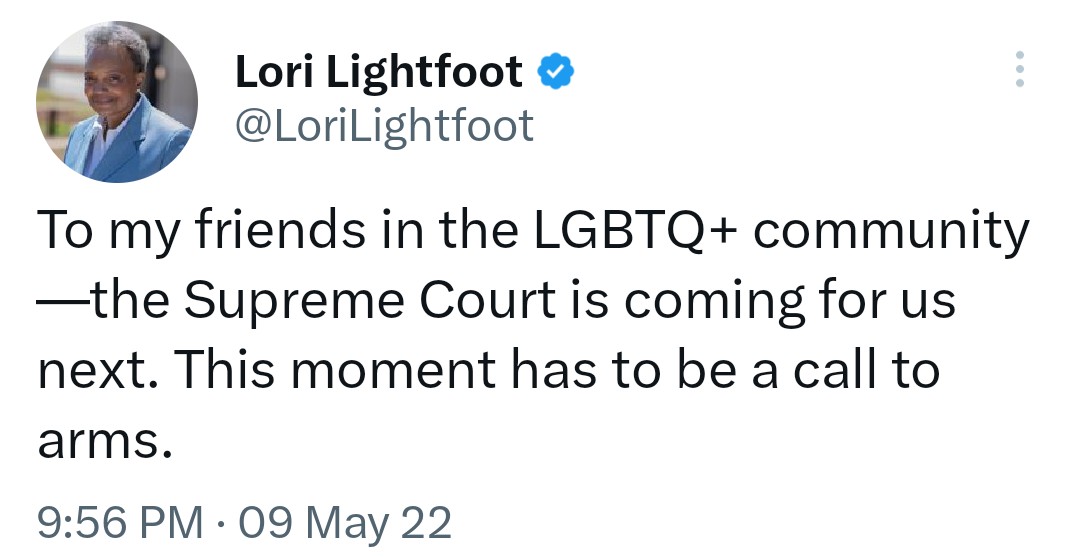 Lori Lightfoot
@LoriLightfoot
To my friends in the LGBTQ+ community
—the Supreme Court is coming for us
next. This moment has to be a call to
arms.
9:56 PM · 09 May 22